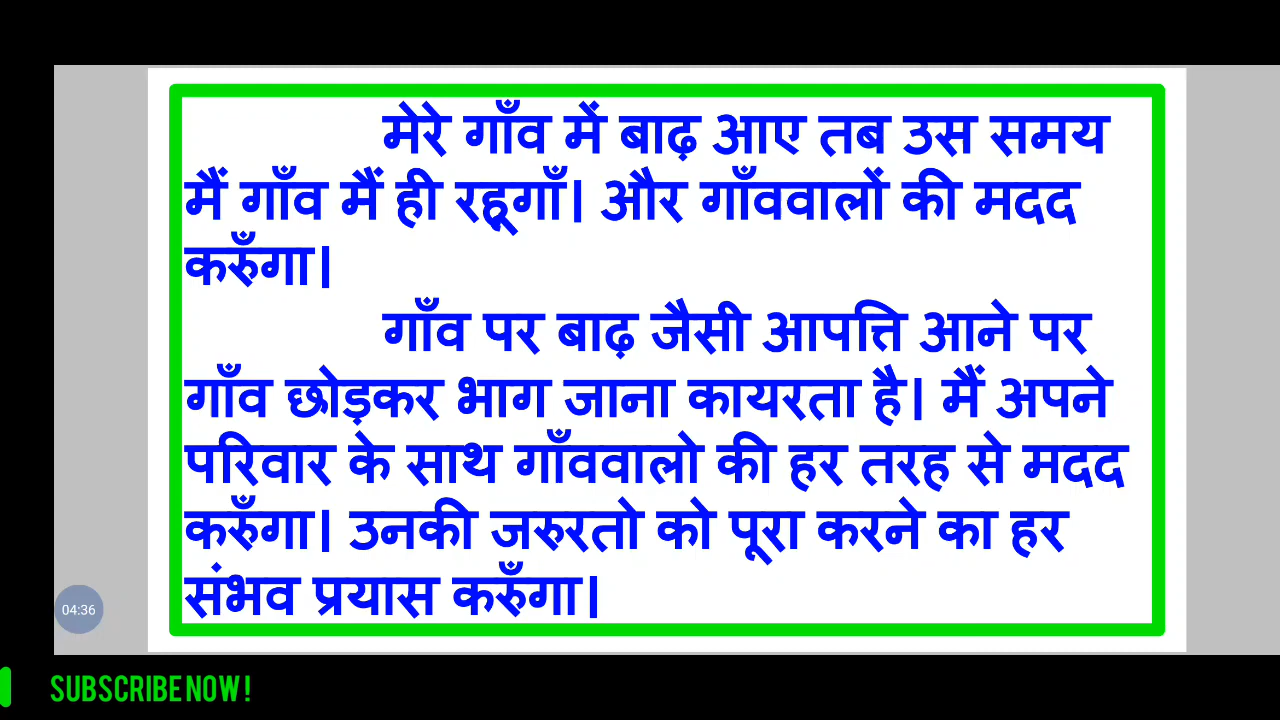 मेरे गाँव में बाढ़ आए तब उस समय
मैं गाँव मैं ही रहूगाँ। और गाँववालों की मदद
करुँगा।
गाँव पर बाढ़ जैसी आपत्ति आने पर
गाँव छोड़कर भाग जाना कायरता है। मैं अपने
परिवार के साथ गाँववालो की हर तरह से मदद
करुँगा। उनकी जरुरतो को पूरा करने का हर
संभव प्रयास करुँगा।
04:36
SUBSCRIBE NOW !